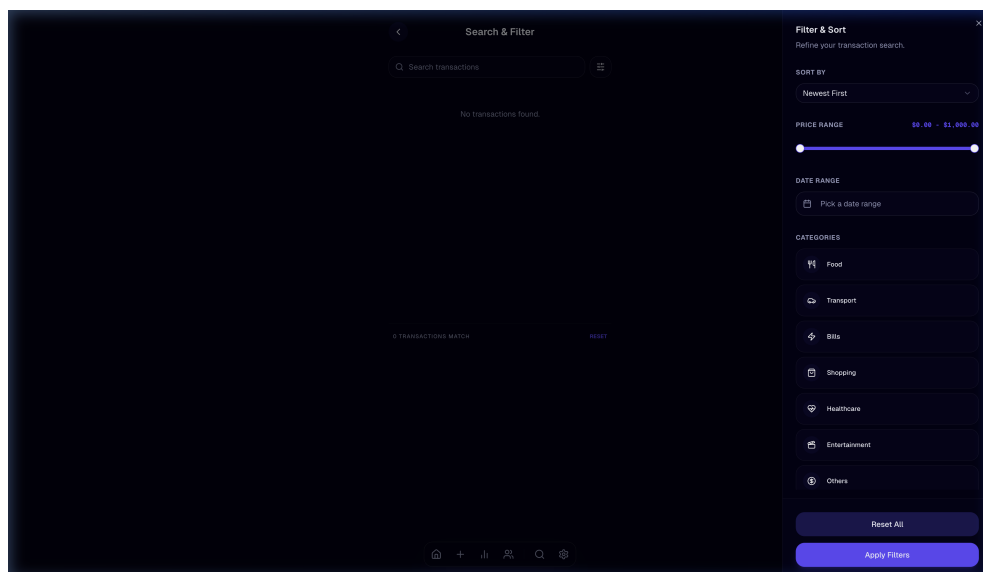 Search & Filter
Search transactions
No transactions found.
0 TRANSACTIONS MATCH
RESET
Filter & Sort
Refine your transaction search.
SORT BY
Newest First
PRICE RANGE
$0.00 – $1,000.00
DATE RANGE
Pick a date range
CATEGORIES
Food
Transport
Bills
Shopping
Healthcare
Entertainment
Others
Reset All
Apply Filters